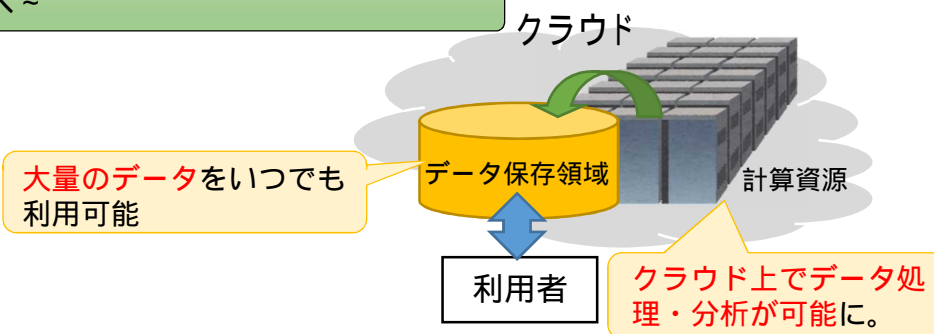 く~
クラウド
大量のデータをいつでも
利用可能
データ保存領域
計算資源
利用者
クラウド上でデータ処
理・分析が可能に。